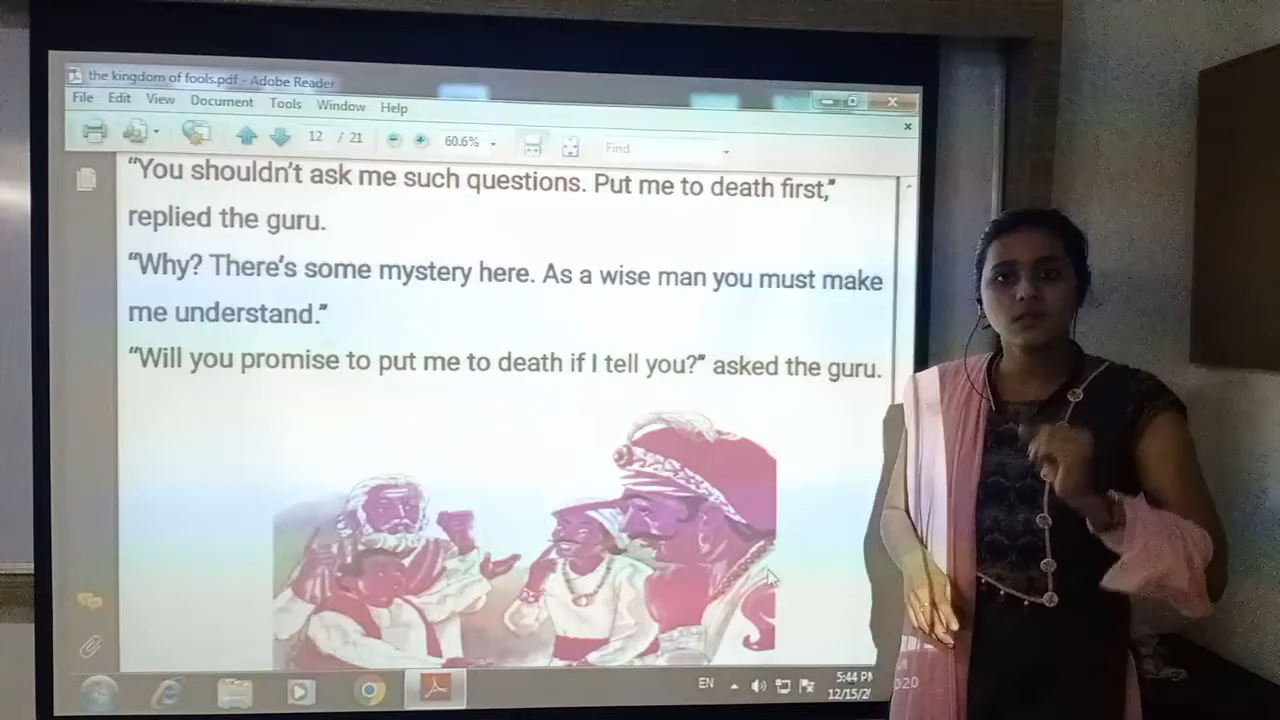 the kingdom of fools.pdf - Adobe Reader
File Edit View Document Tools Window Help
12 / 21 60.6% Find
“You shouldn’t ask me such questions. Put me to death first,”
replied the guru.
“Why? There’s some mystery here. As a wise man you must make
me understand.”
“Will you promise to put me to death if I tell you?” asked the guru.
EN 5:44 PM
12/15/2020